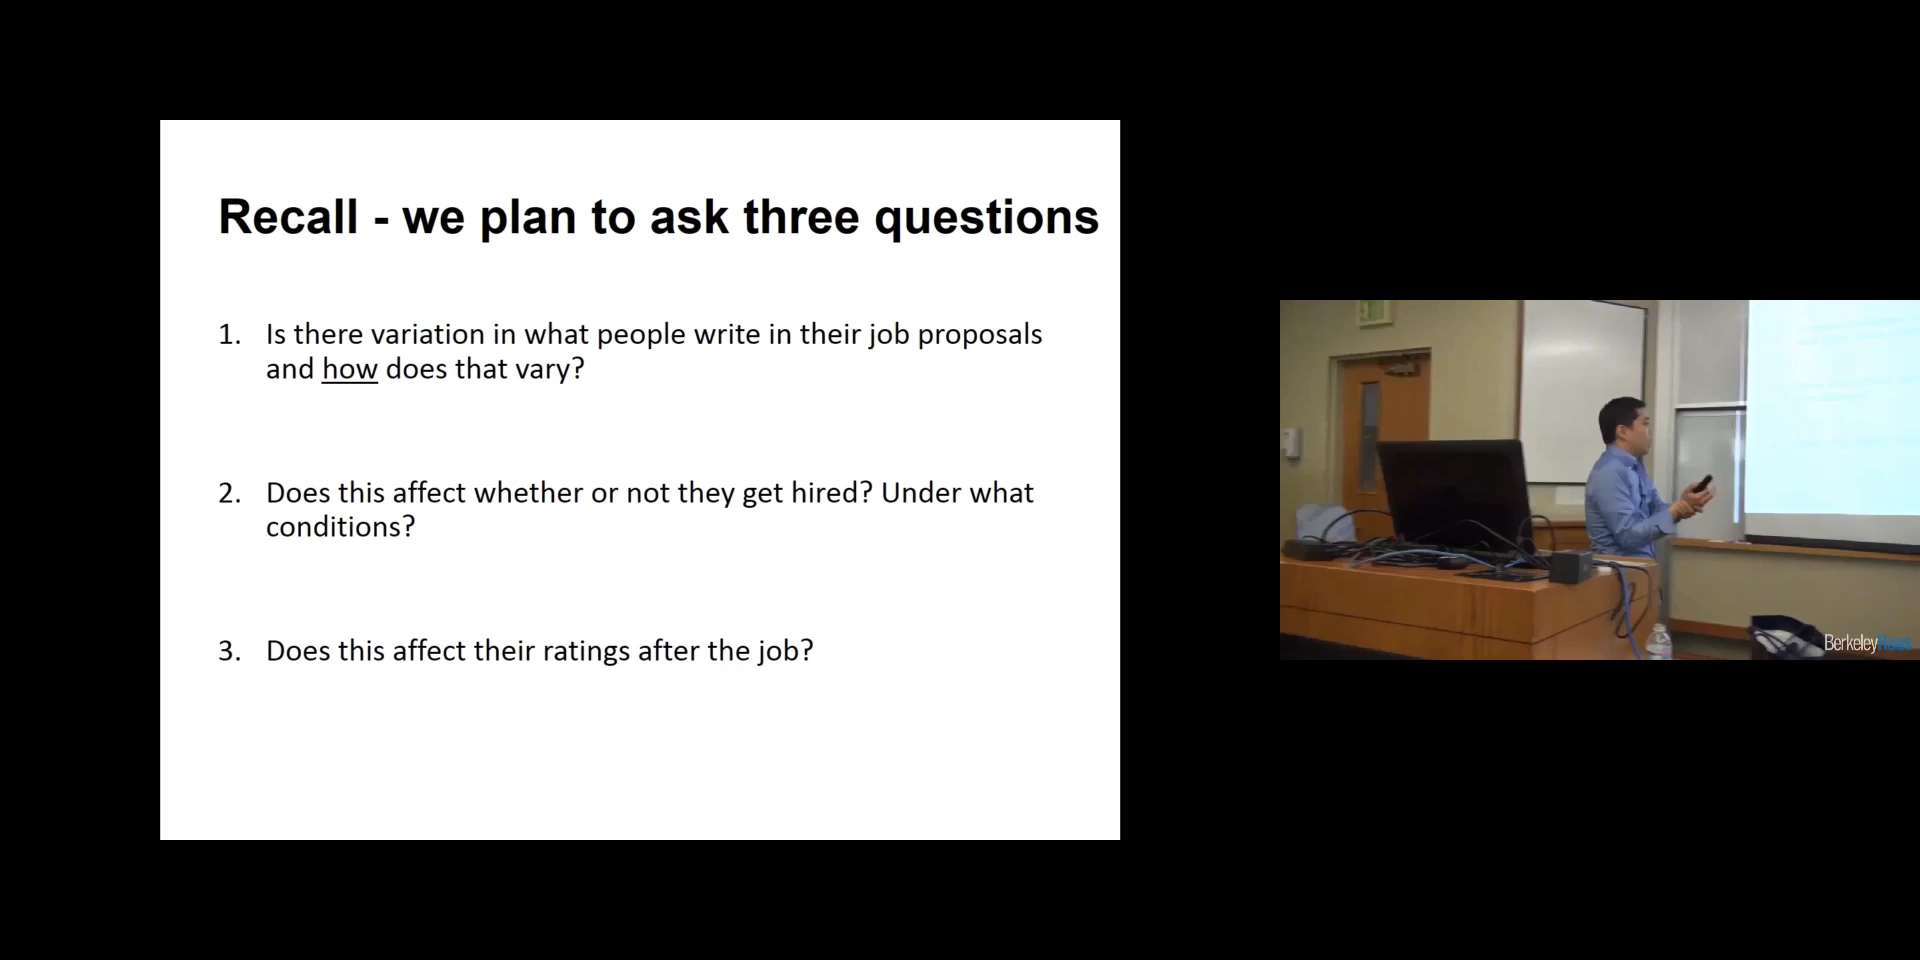 Recall - we plan to ask three questions
1. Is there variation in what people write in their job proposals
and how does that vary?
2. Does this affect whether or not they get hired? Under what
conditions?
3. Does this affect their ratings after the job?
BerkeleyHaas